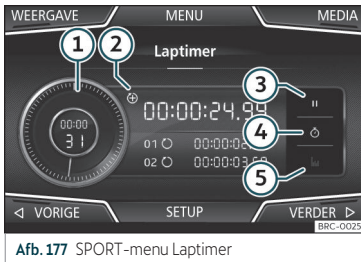 WEERGAVE MENU MEDIA
1 2 Laptimer
3
00:00:24.99
00:00
31
4
01
02
5
◁ VORIGE SETUP VERDER ▷
BRC-0025
Afb. 177 SPORT-menu Laptimer